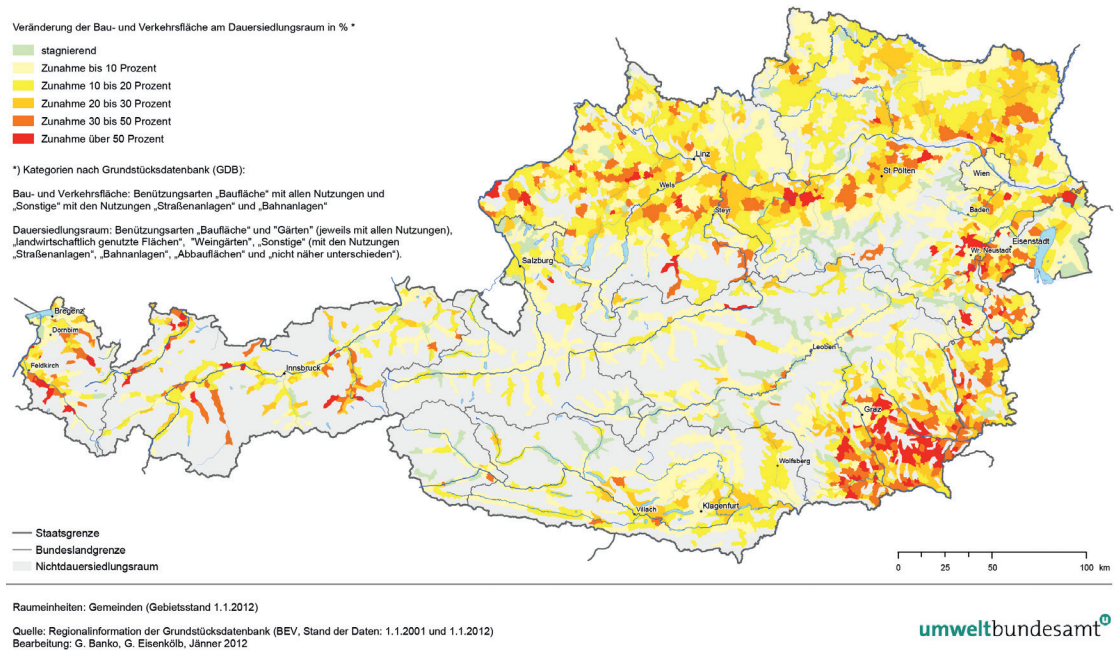 Veränderung der Bau- und Verkehrsfläche am Dauersiedlungsraum in % *
stagnierend
Zunahme bis 10 Prozent
Zunahme 10 bis 20 Prozent
Zunahme 20 bis 30 Prozent
Zunahme 30 bis 50 Prozent
Zunahme über 50 Prozent
*) Kategorien nach Grundstücksdatenbank (GDB):
Bau- und Verkehrsfläche: Benützungsarten „Baufläche“ mit allen Nutzungen und
„Sonstige“ mit den Nutzungen „Straßenanlagen“ und „Bahnanlagen“
Dauersiedlungsraum: Benützungsarten „Baufläche“ und "Gärten" (jeweils mit allen Nutzungen),
„landwirtschaftlich genutzte Flächen“, "Weingärten", „Sonstige“ (mit den Nutzungen
„Straßenanlagen“, „Bahnanlagen“, „Abbauflächen“ und „nicht näher unterschieden“).
Linz
Wels
Steyr
St.Pölten
Wien
Baden
Eisenstadt
Wr. Neustadt
Salzburg
Bregenz
Dornbirn
Feldkirch
Innsbruck
Leoben
Graz
Wolfsberg
Villach
Klagenfurt
Staatsgrenze
Bundeslandgrenze
Nichtdauersiedlungsraum
0 25 50 100 km
Raumeinheiten: Gemeinden (Gebietsstand 1.1.2012)
Quelle: Regionalinformation der Grundstücksdatenbank (BEV, Stand der Daten: 1.1.2001 und 1.1.2012)
Bearbeitung: G. Banko, G. Eisenkölb, Jänner 2012
umweltbundesamt